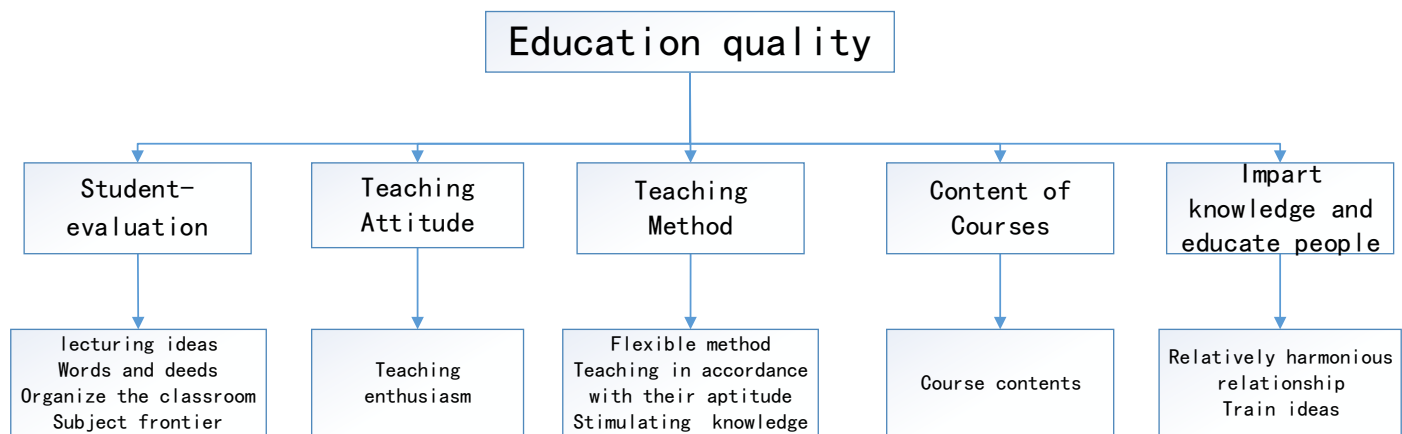 Education quality
Student-
evaluation
Teaching
Attitude
Teaching
Method
Content of
Courses
Impart
knowledge and
educate people
lecturing ideas
Words and deeds
Organize the classroom
Subject frontier
Teaching
enthusiasm
Flexible method
Teaching in accordance
with their aptitude
Stimulating knowledge
Course contents
Relatively harmonious
relationship
Train ideas